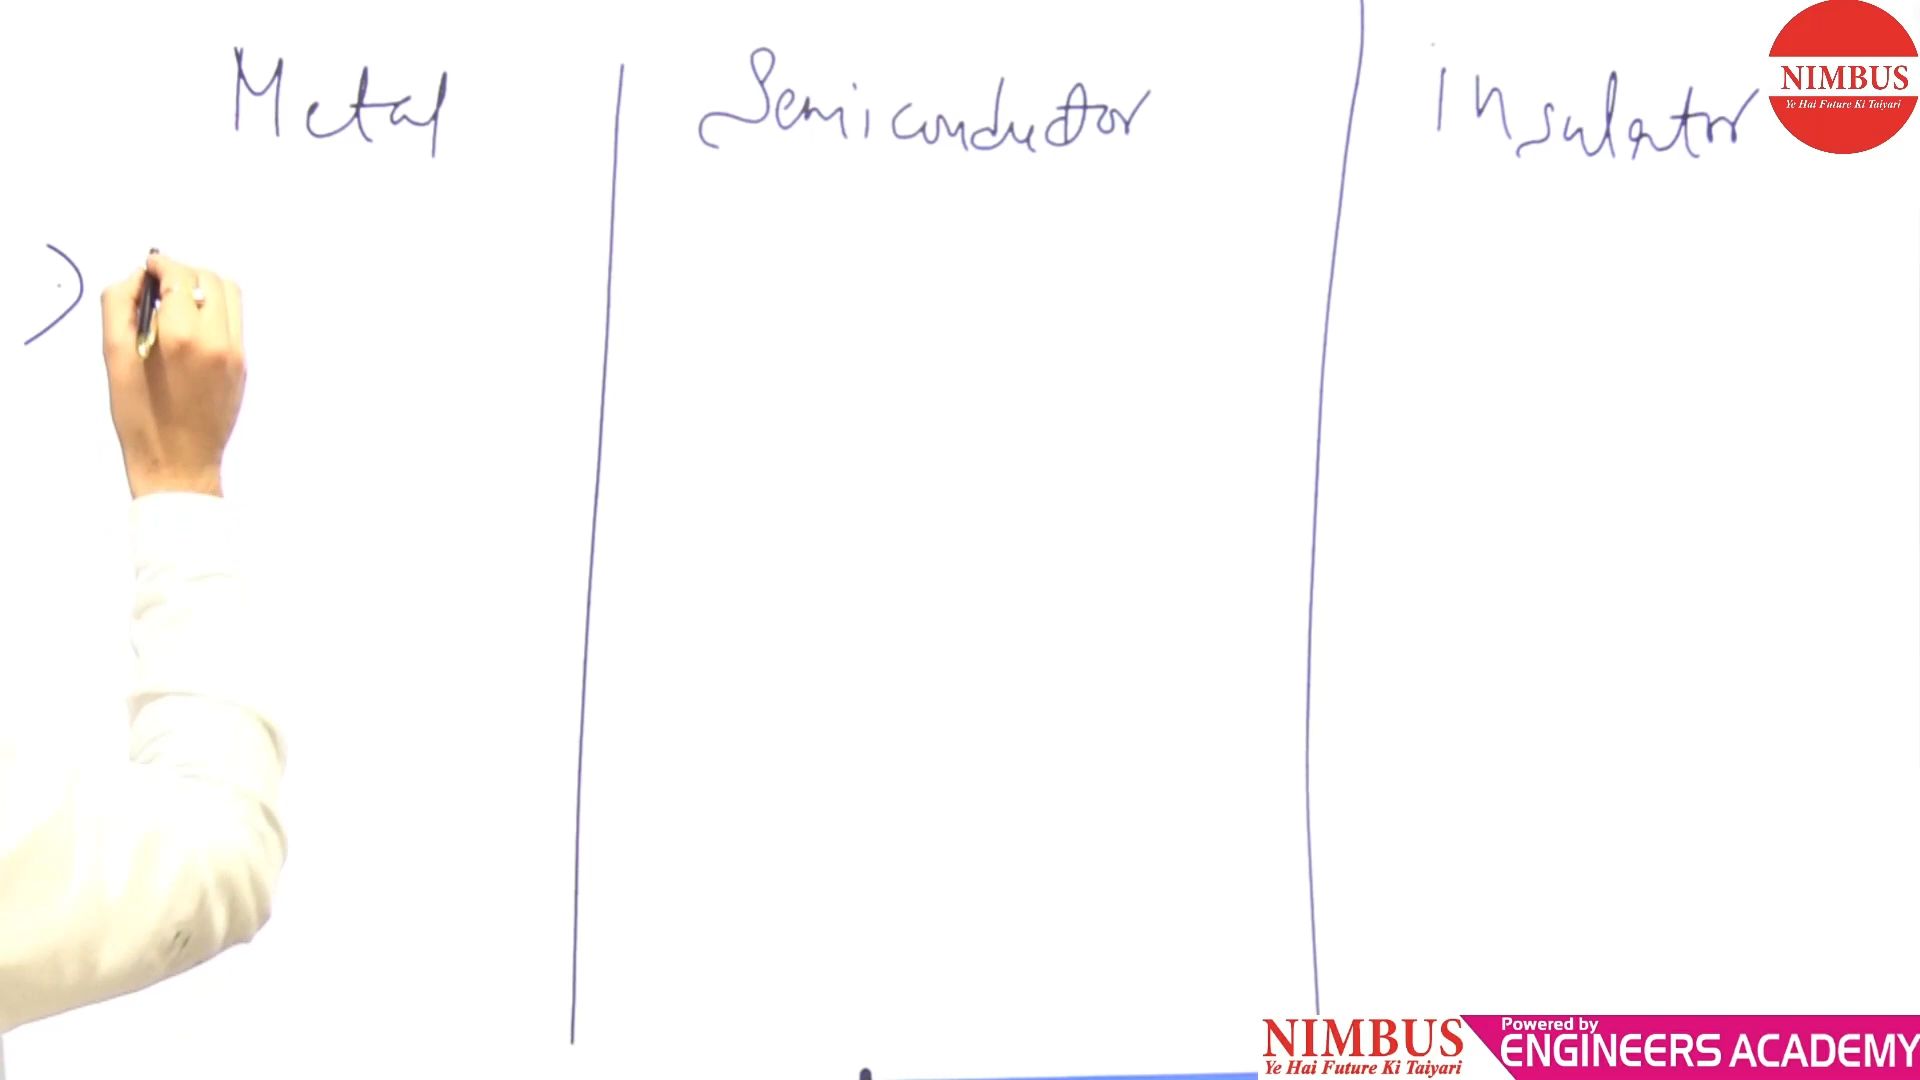 Metal Semiconductor Insulator
)
NIMBUS
Ye Hai Future Ki Taiyari
NIMBUS
Ye Hai Future Ki Taiyari
Powered by
ENGINEERS ACADEMY